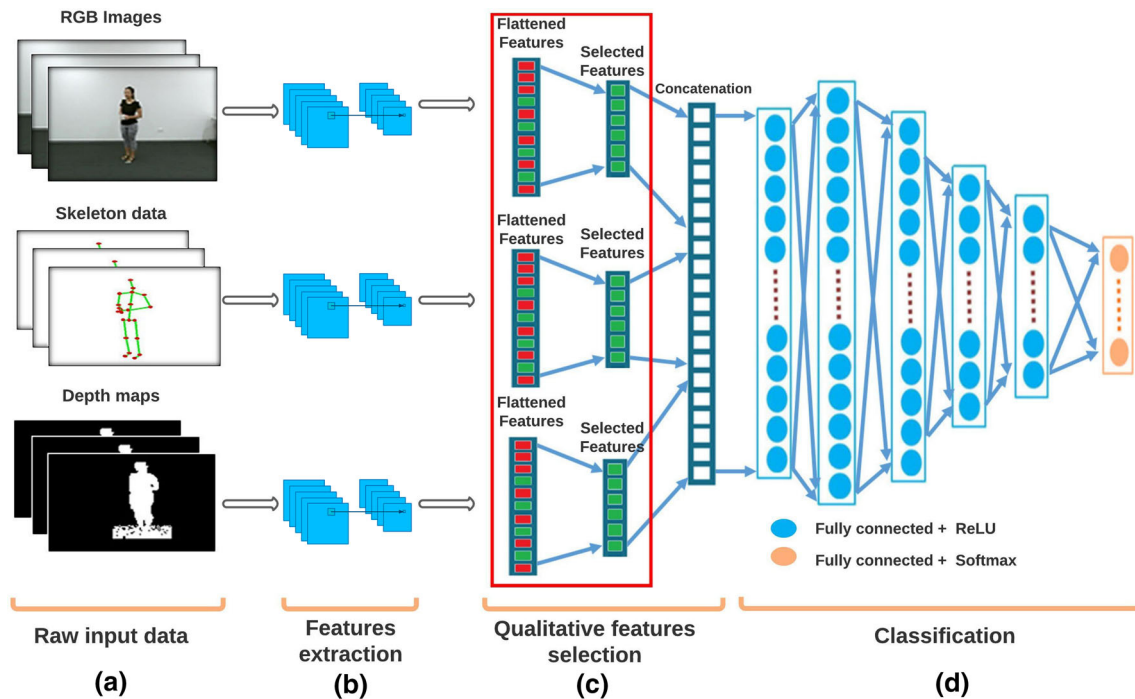 RGB Images
Skeleton data
Depth maps
Flattened
Features
Selected
Features
Flattened
Features
Selected
Features
Flattened
Features
Selected
Features
Concatenation
Fully connected + ReLU
Fully connected + Softmax
Raw input data
Features
extraction
Qualitative features
selection
Classification
(a)
(b)
(c)
(d)